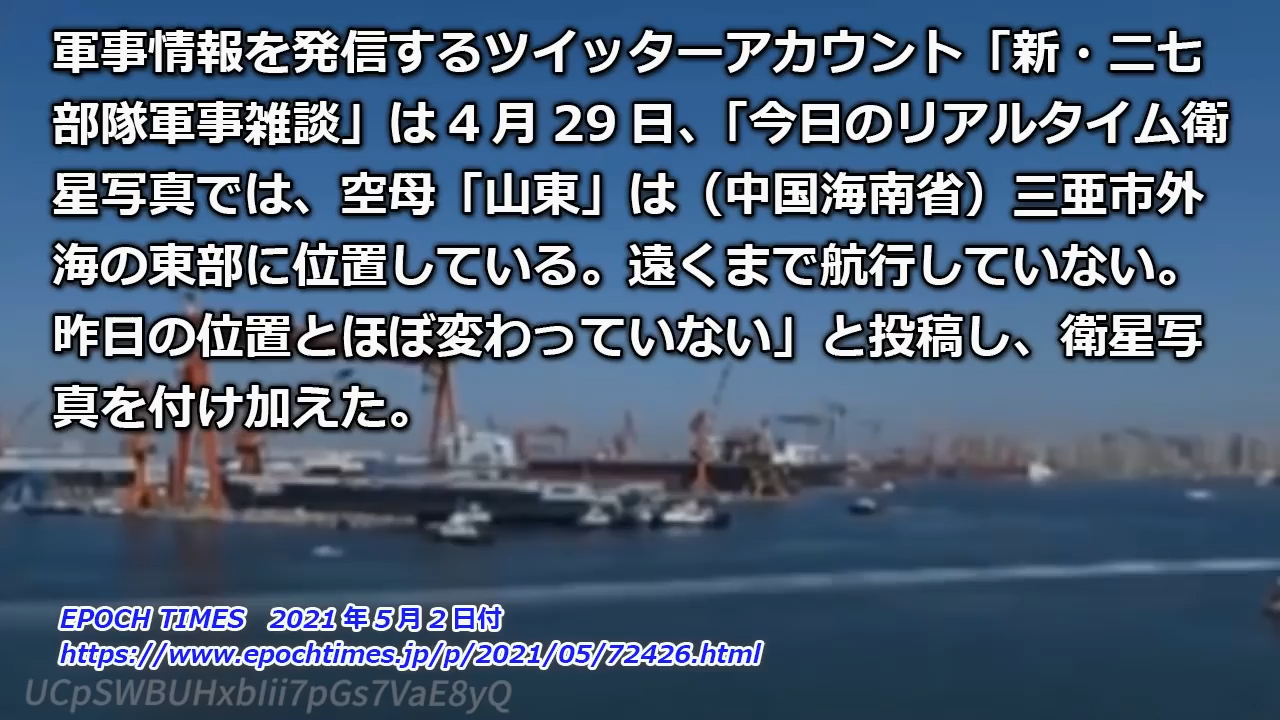 軍事情報を発信するツイッターアカウント「新・二七
部隊軍事雑談」は４月 29 日、「今日のリアルタイム衛
星写真では、空母「山東」は（中国海南省）三亜市外
海の東部に位置している。遠くまで航行していない。
昨日の位置とほぼ変わっていない」と投稿し、衛星写
真を付け加えた。
EPOCH TIMES　2021 年５月２日付
https://www.epochtimes.jp/p/2021/05/72426.html
UCpSWBUHxbIii7pGs7VaE8yQ